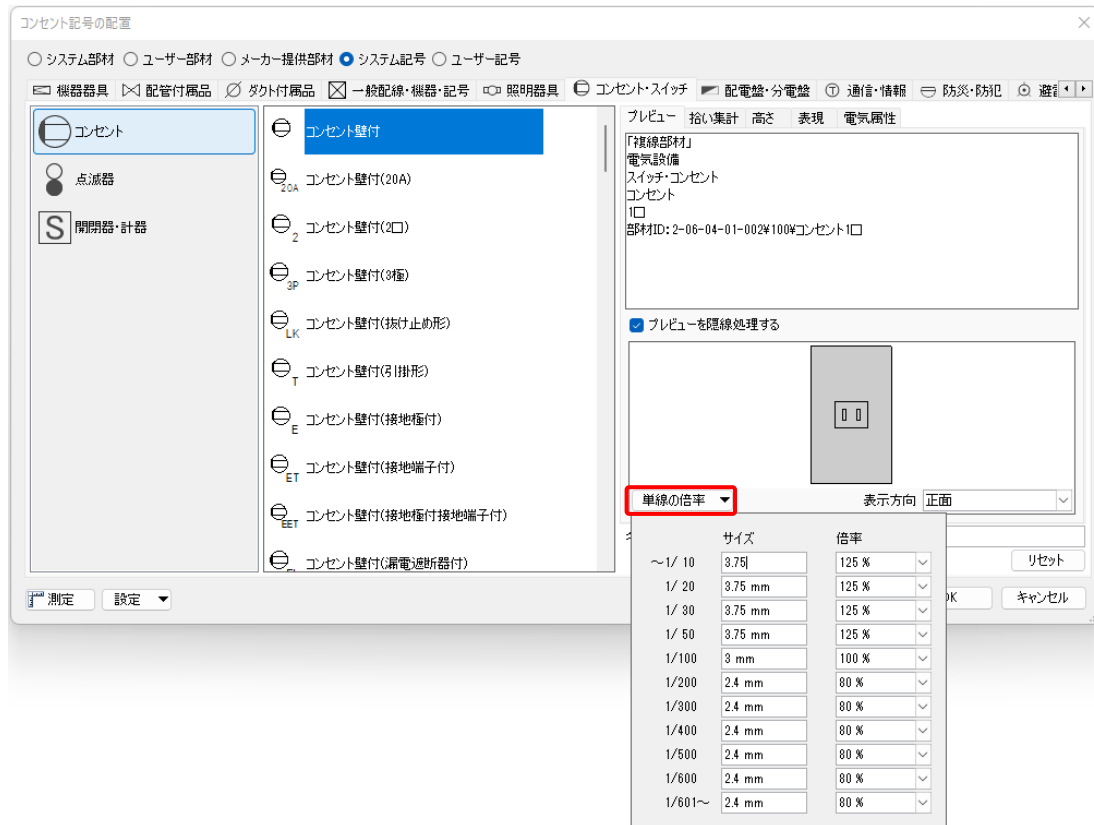 コンセント記号の配置
システム部材 ユーザー部材 メーカー提供部材 システム記号 ユーザー記号
機器器具 配管付属品 ダクト付属品 一般配線・機器・記号 照明器具 コンセント・スイッチ 配電盤・分電盤 通信・情報 防災・防犯
コンセント
点滅器
S 開閉器・計器
コンセント壁付
20A コンセント壁付(20A)
2 コンセント壁付(2口)
3P コンセント壁付(3極)
LK コンセント壁付(抜け止め形)
T コンセント壁付(引掛形)
E コンセント壁付(接地極付)
ET コンセント壁付(接地端子付)
EET コンセント壁付(接地極付接地端子付)
コンセント壁付(漏電遮断器付)
プレビュー 拾い集計 高さ 表現 電気属性
「複線部材」
電気設備
スイッチ・コンセント
コンセント
1口
部材ID:2-06-04-01-002¥100¥コンセント1口
プレビューを隠線処理する
単線の倍率 表示方向 正面
リセット
測定 設定 キャンセル
サイズ 倍率
～1/ 10 3.75 125 %
1/ 20 3.75 mm 125 %
1/ 30 3.75 mm 125 %
1/ 50 3.75 mm 125 %
1/100 3 mm 100 %
1/200 2.4 mm 80 %
1/300 2.4 mm 80 %
1/400 2.4 mm 80 %
1/500 2.4 mm 80 %
1/600 2.4 mm 80 %
1/601～ 2.4 mm 80 %